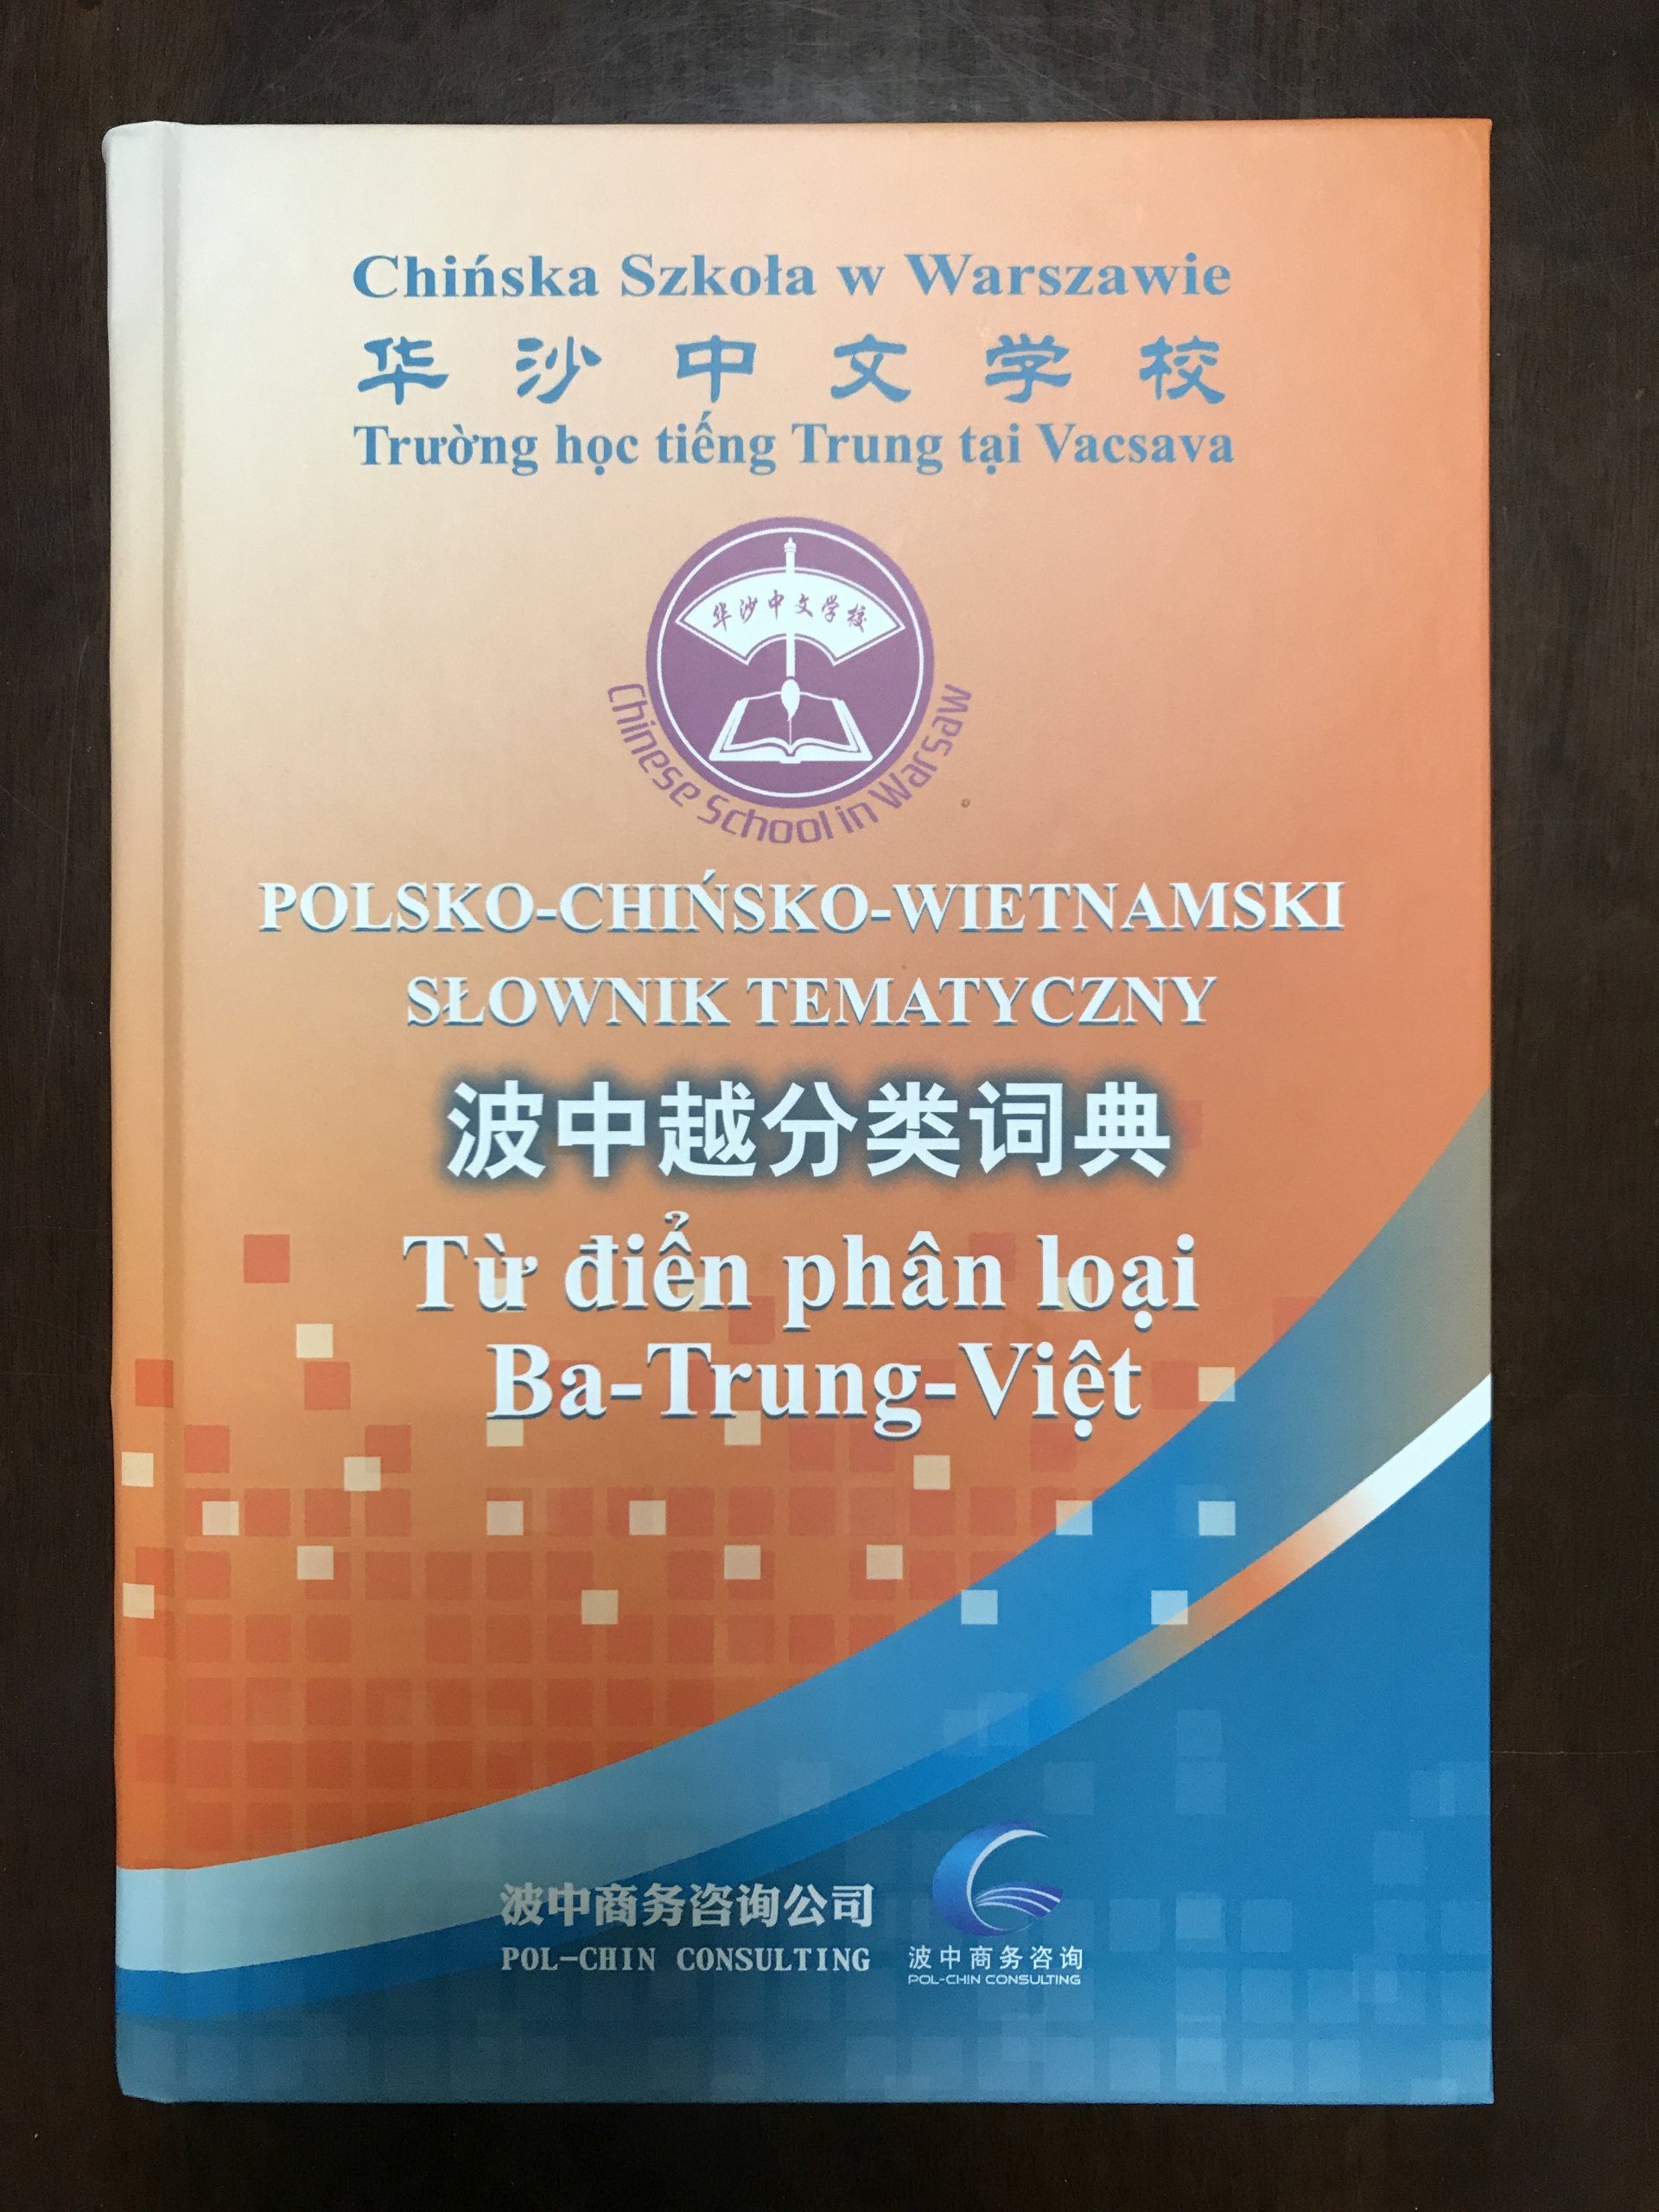 Chińska Szkoła w Warszawie
华沙中文学校
Trường học tiếng Trung tại Vacsava
华沙中文学校
Chinese School in Warsaw
POLSKO-CHIŃSKO-WIETNAMSKI
SŁOWNIK TEMATYCZNY
波中越分类词典
Từ điển phân loại
Ba-Trung-Việt
波中商务咨询公司
POL-CHIN CONSULTING
波中商务咨询
POL-CHIN CONSULTING